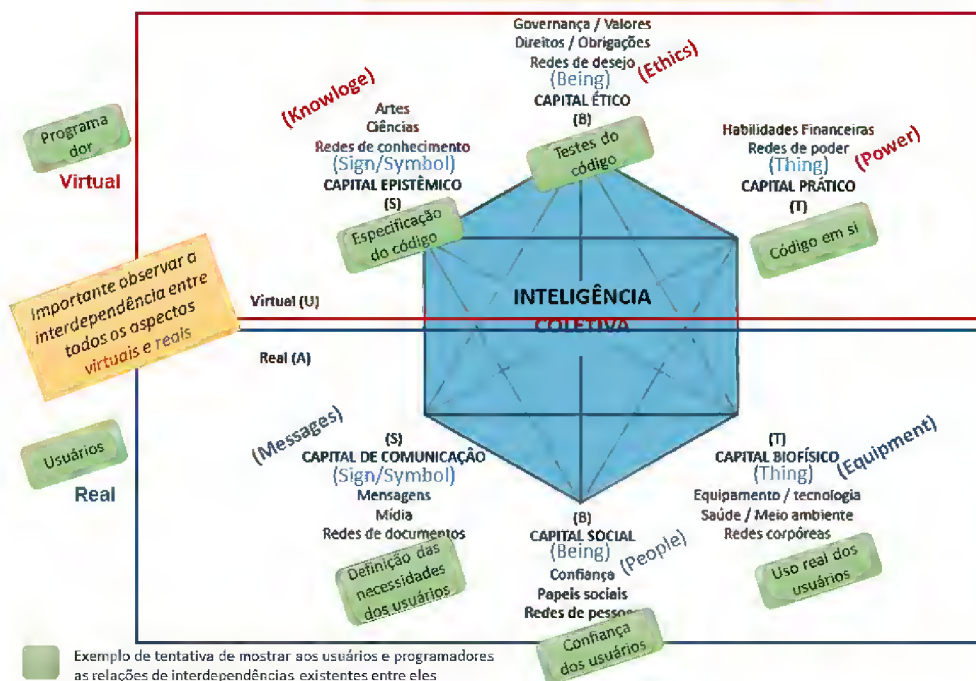 Governança / Valores
Direitos / Obrigações
Redes de desejo
(Being)
(Ethics)
CAPITAL ÉTICO
(B)
Testes do
código
(Knowloge)
Artes
Ciências
Redes de conhecimento
(Sign/Symbol)
CAPITAL EPISTÊMICO
(S)
Especificação
do código
Habilidades Financeiras
Redes de poder
(Thing)
(Power)
CAPITAL PRÁTICO
(T)
Código em si
Programa
dor
Virtual
Importante observar a
interdependência entre
todos os aspectos
virtuais e reais
Virtual (U)
INTELIGÊNCIA
COLETIVA
Real (A)
Usuários
Real
(Messages)
(S)
CAPITAL DE COMUNICAÇÃO
(Sign/Symbol)
Mensagens
Mídia
Redes de documentos
Definição das
necessidades
dos usuários
(B)
CAPITAL SOCIAL
(Being)
(People)
Confiança
Papeis sociais
Redes de pessoas
Confiança
dos usuários
(T)
CAPITAL BIOFÍSICO
(Thing)
(Equipment)
Equipamento / tecnologia
Saúde / Meio ambiente
Redes corpóreas
Uso real dos
usuários
Exemplo de tentativa de mostrar aos usuários e programadores
as relações de interdependências existentes entre eles